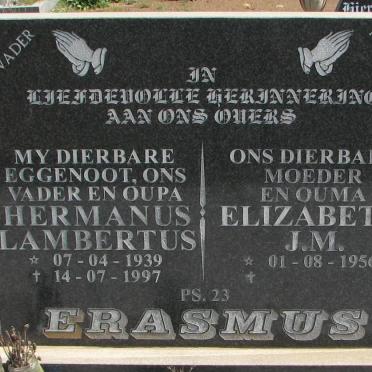 VADER
IN
LIEFDEVOLLE HERINNERING
AAN ONS OUERS
MY DIERBARE
EGGENOOT, ONS
VADER EN OUPA
HERMANUS
LAMBERTUS
☆ 07-04-1939
✝ 14-07-1997
ONS DIERBA
MOEDER
EN OUMA
ELIZABET
J.M.
☆ 01-08-1956
✝
PS. 23
ERASMUS